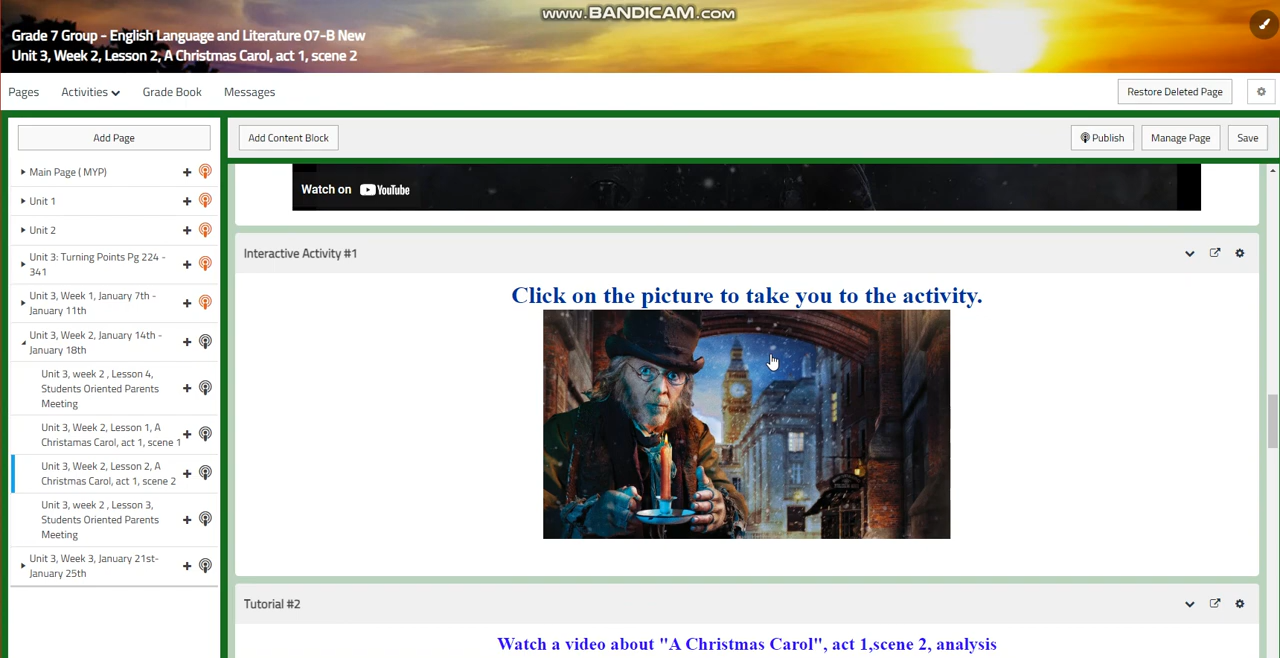 www.BANDICAM.com
Grade 7 Group - English Language and Literature 07-B New
Unit 3, Week 2, Lesson 2, A Christmas Carol, act 1, scene 2
Pages Activities Grade Book Messages Restore Deleted Page
Add Page Add Content Block Publish Manage Page Save
Main Page ( MYP)
Unit 1
Unit 2
Unit 3: Turning Points Pg 224 -
341
Unit 3, Week 1, January 7th -
January 11th
Unit 3, Week 2, January 14th -
January 18th
Unit 3, week 2 , Lesson 4,
Students Oriented Parents
Meeting
Unit 3, Week 2, Lesson 1, A
Christamas Carol, act 1, scene 1
Unit 3, Week 2, Lesson 2, A
Christmas Carol, act 1, scene 2
Unit 3, week 2 , Lesson 3,
Students Oriented Parents
Meeting
Unit 3, Week 3, January 21st-
January 25th
Watch on YouTube
Interactive Activity #1
Click on the picture to take you to the activity.
Tutorial #2
Watch a video about "A Christmas Carol", act 1,scene 2, analysis